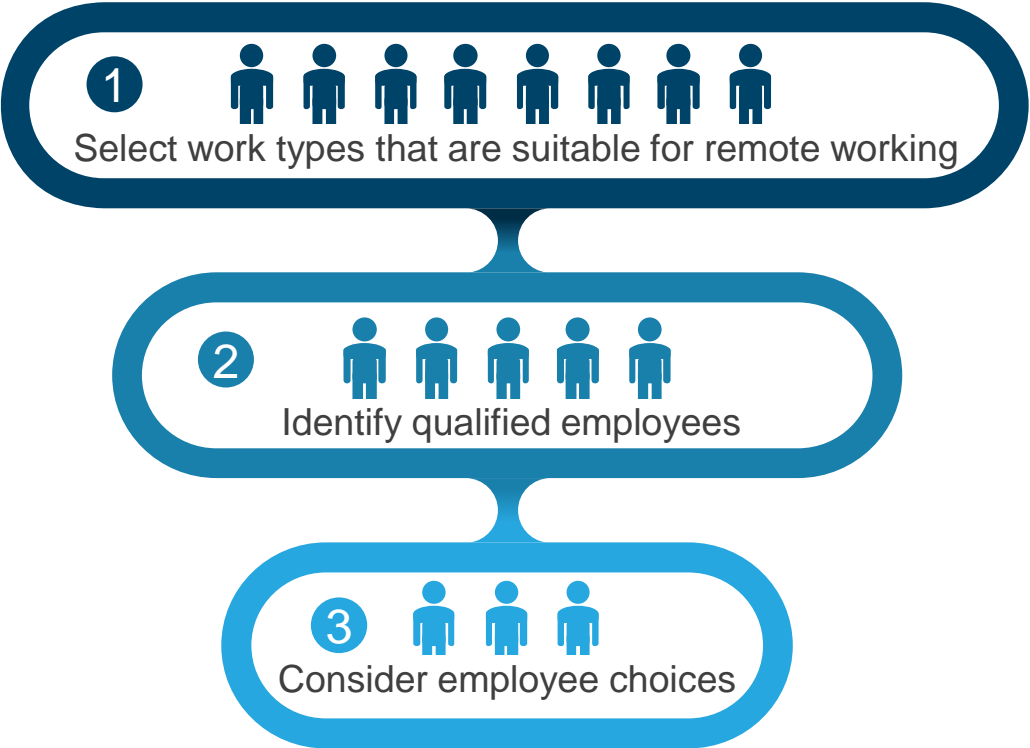 1
Select work types that are suitable for remote working
2
Identify qualified employees
3
Consider employee choices